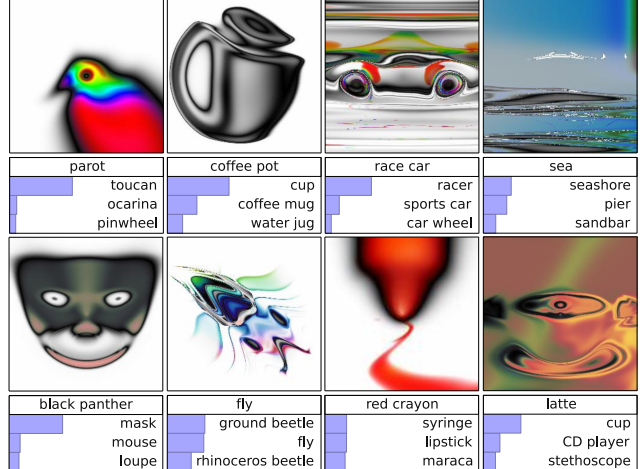 parot
toucan
ocarina
pinwheel
coffee pot
cup
coffee mug
water jug
race car
racer
sports car
car wheel
sea
seashore
pier
sandbar
black panther
mask
mouse
loupe
fly
ground beetle
fly
rhinoceros beetle
red crayon
syringe
lipstick
maraca
latte
cup
CD player
stethoscope